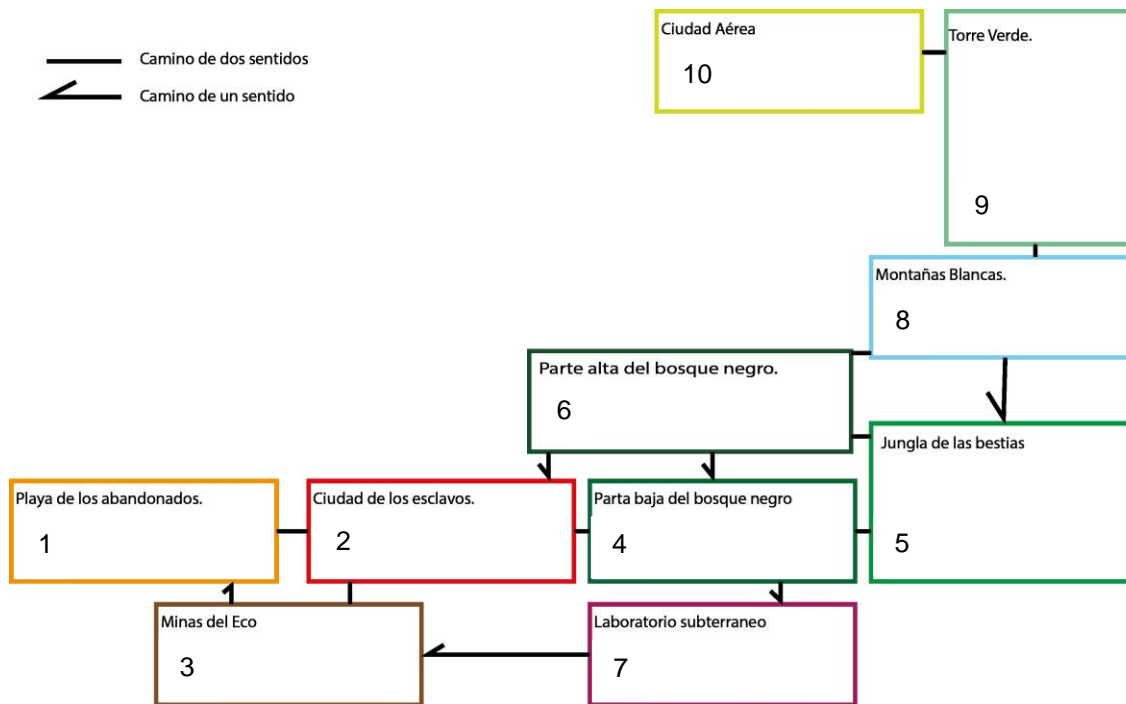 Ciudad Aérea
10
Torre Verde.
9
Camino de dos sentidos
Camino de un sentido
Montañas Blancas.
8
Parte alta del bosque negro.
6
Jungla de las bestias
5
Playa de los abandonados.
1
Ciudad de los esclavos.
2
Parta baja del bosque negro
4
Minas del Eco
3
Laboratorio subterraneo
7